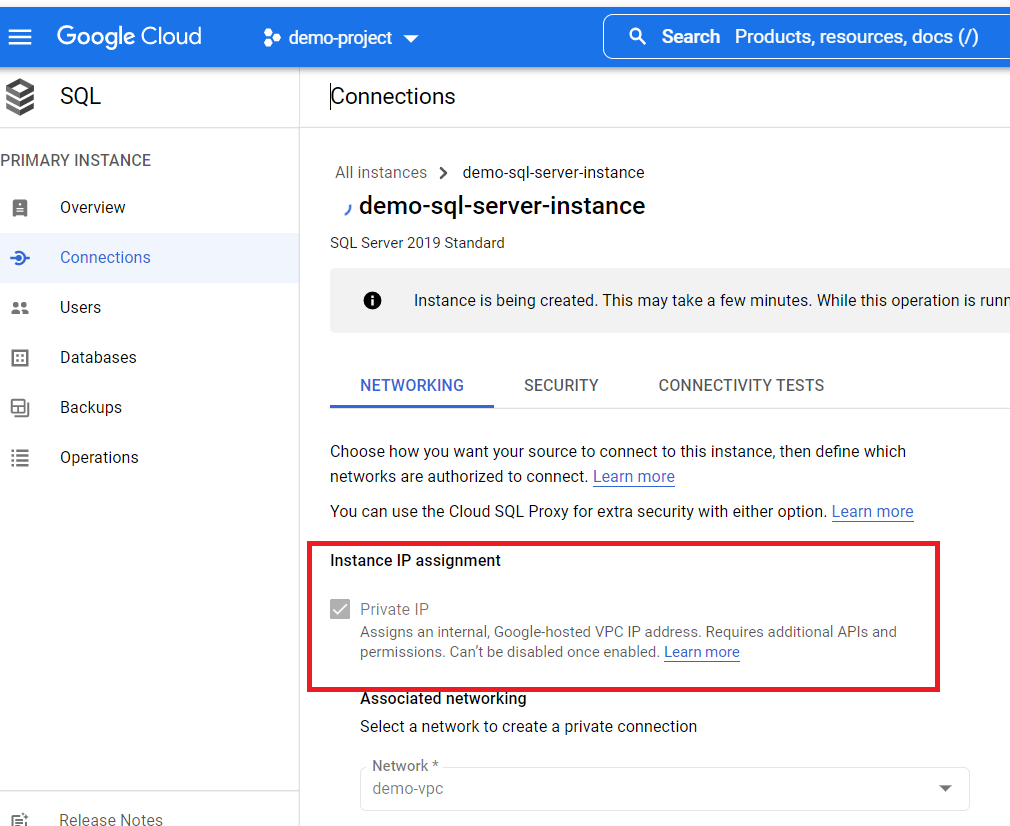 Google Cloud
demo-project
Search Products, resources, docs (/)
SQL
Connections
PRIMARY INSTANCE
Overview
Connections
Users
Databases
Backups
Operations
Release Notes
All instances > demo-sql-server-instance
demo-sql-server-instance
SQL Server 2019 Standard
Instance is being created. This may take a few minutes. While this operation is runn
NETWORKING SECURITY CONNECTIVITY TESTS
Choose how you want your source to connect to this instance, then define which
networks are authorized to connect. Learn more
You can use the Cloud SQL Proxy for extra security with either option. Learn more
Instance IP assignment
Private IP
Assigns an internal, Google-hosted VPC IP address. Requires additional APIs and
permissions. Can't be disabled once enabled. Learn more
Associated networking
Select a network to create a private connection
Network *
demo-vpc